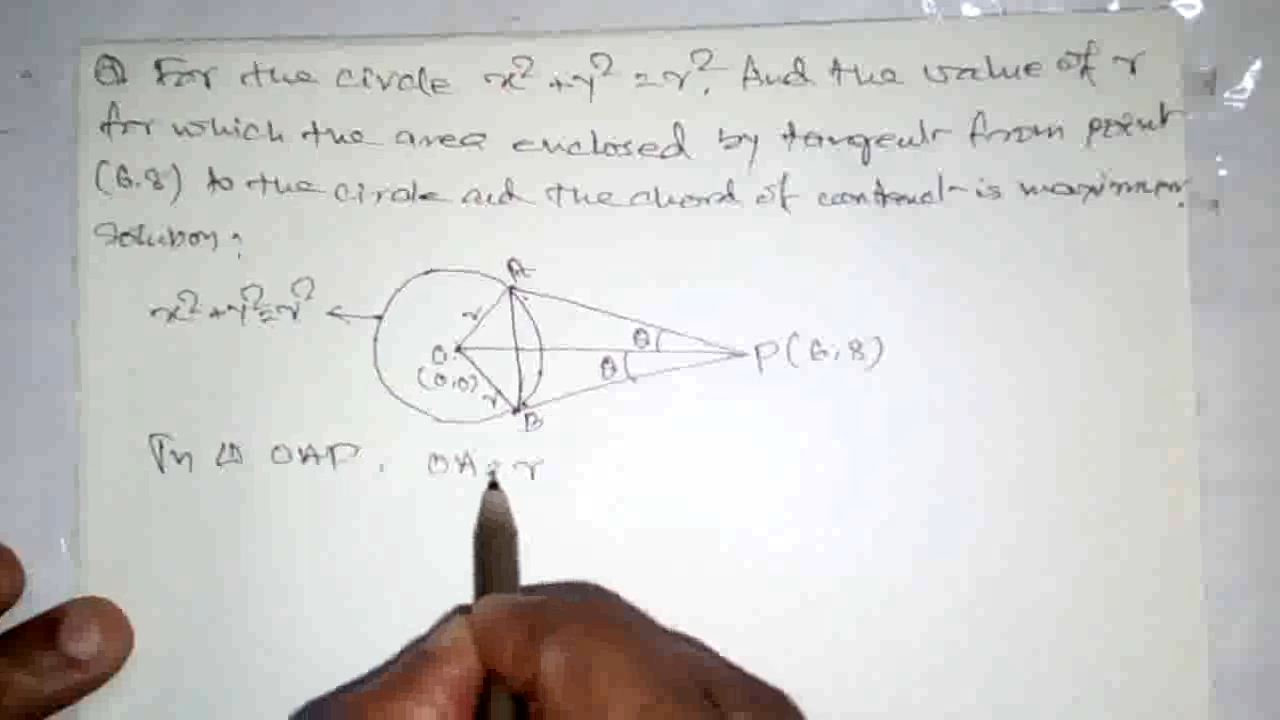 Q For the circle x² + y² = r². And the value of r
for which the area enclosed by tangent from point
(6.8) to the circle and the chord of contact is maximum.
Solution:
A
x² + y² = r²
r
θ
O
θ
P(6,8)
(0,0)
r
B
In Δ OAP, OA = r